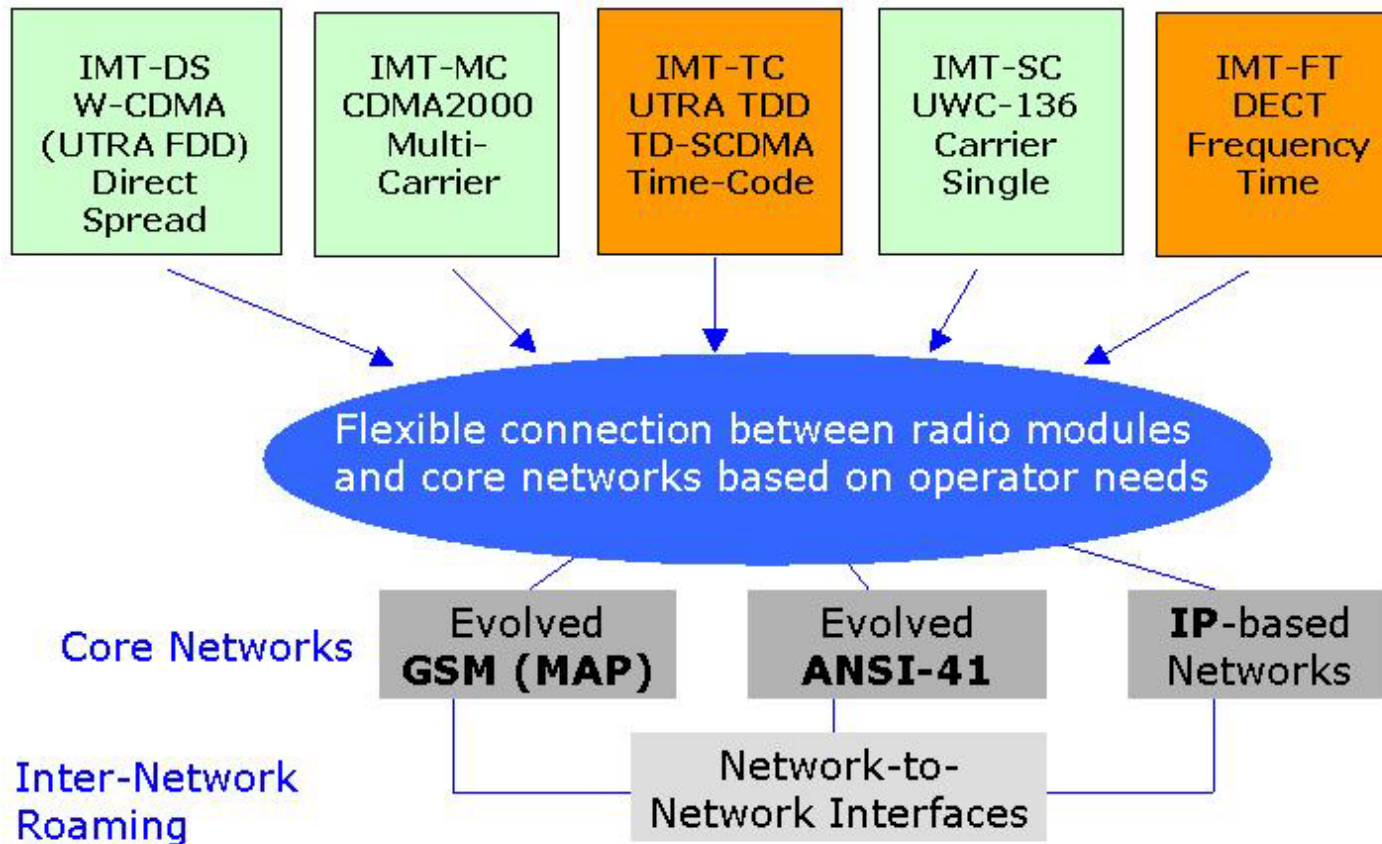 IMT-DS
W-CDMA
(UTRA FDD)
Direct
Spread
IMT-MC
CDMA2000
Multi-
Carrier
IMT-TC
UTRA TDD
TD-SCDMA
Time-Code
IMT-SC
UWC-136
Carrier
Single
IMT-FT
DECT
Frequency
Time
Flexible connection between radio modules
and core networks based on operator needs
Core Networks
Evolved
GSM (MAP)
Evolved
ANSI-41
IP-based
Networks
Inter-Network
Roaming
Network-to-
Network Interfaces